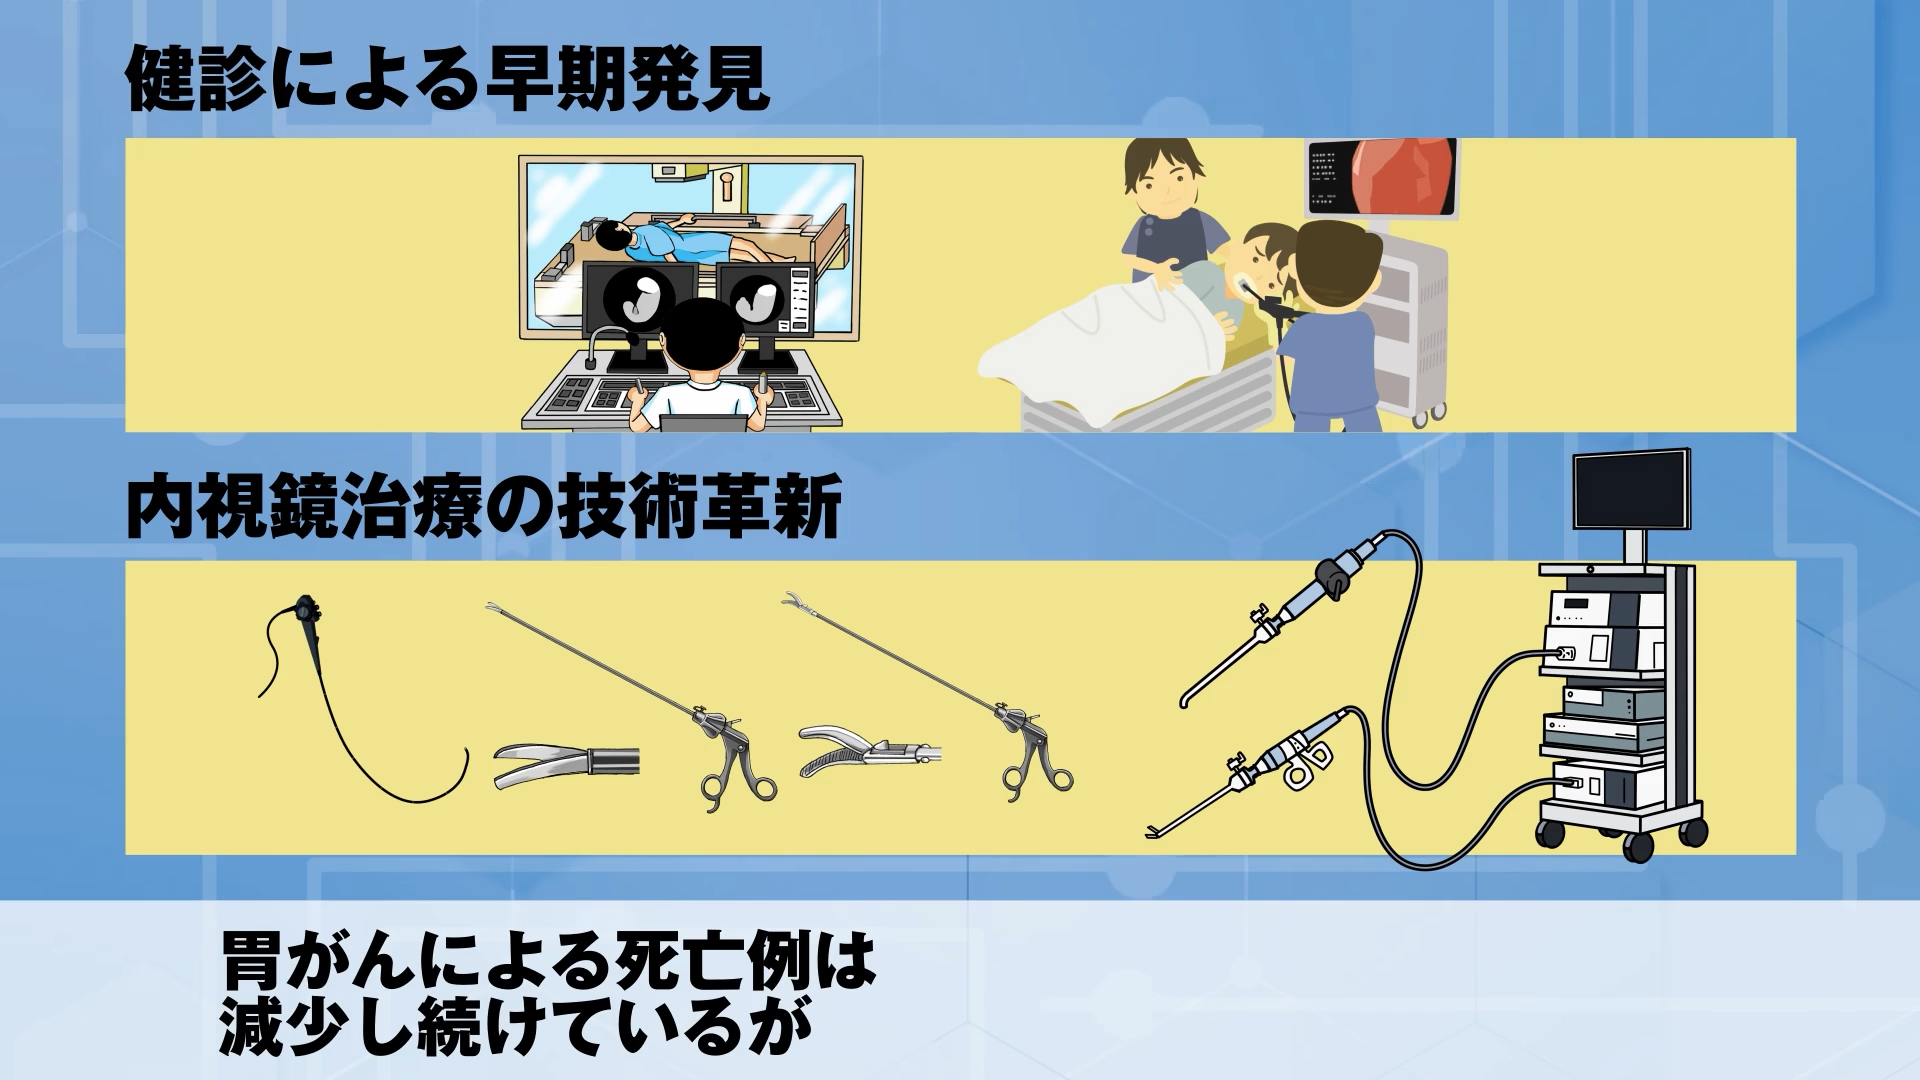 健診による早期発見
内視鏡治療の技術革新
胃がんによる死亡例は
減少し続けているが